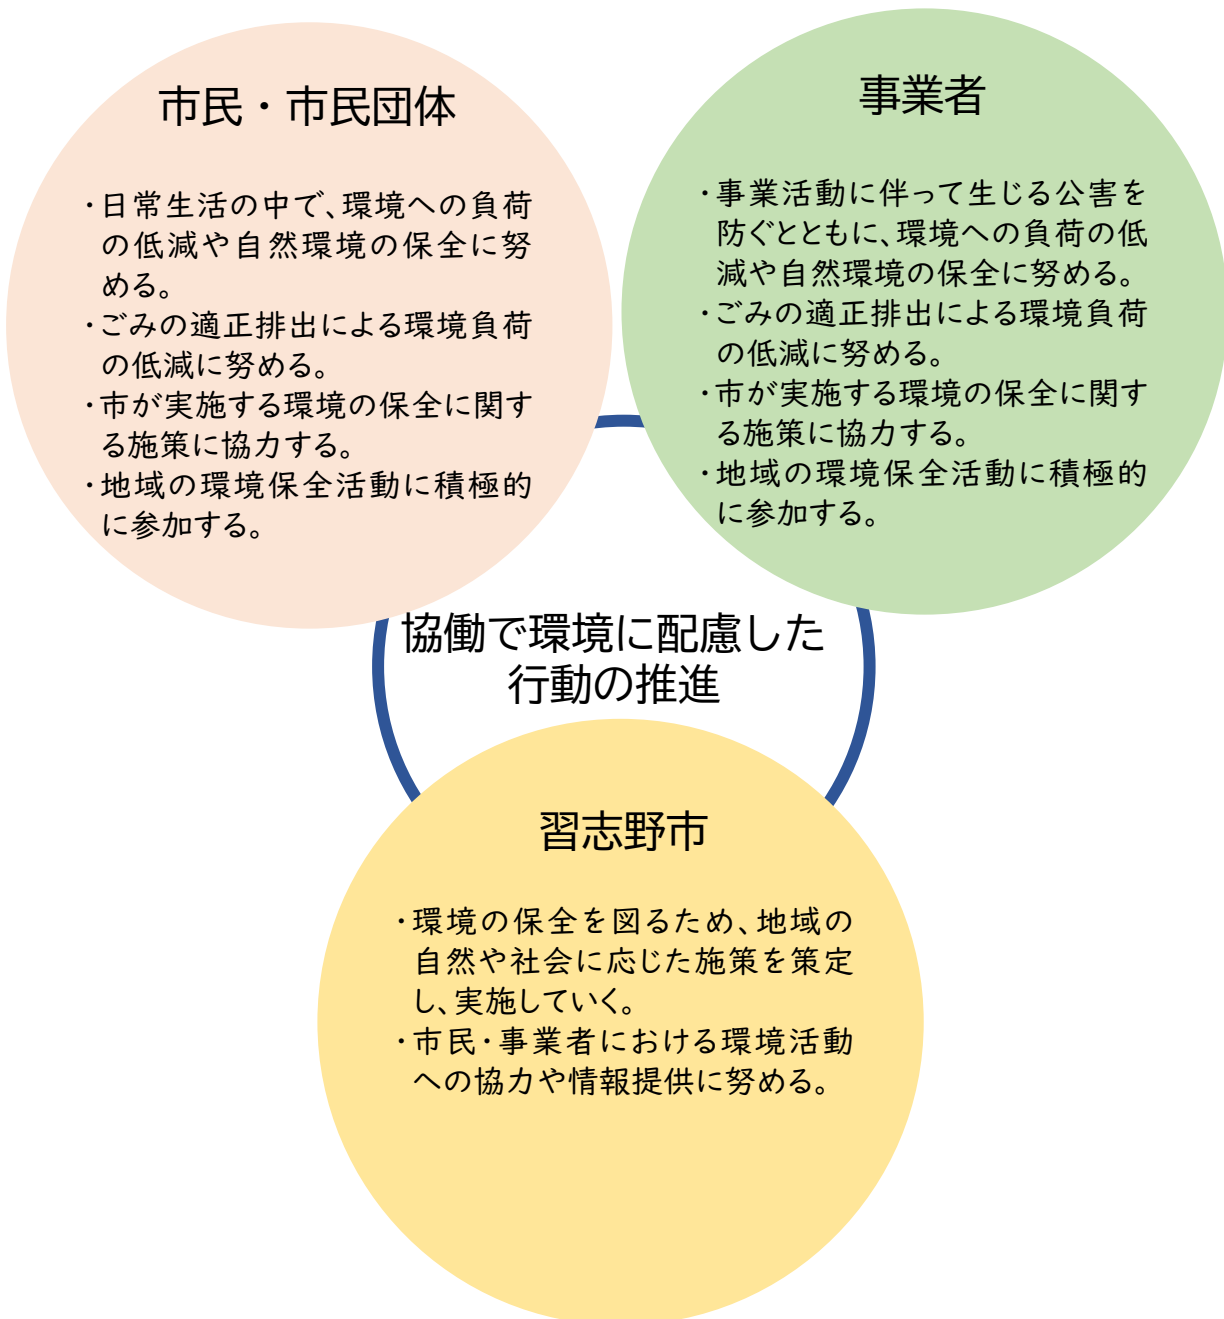 市民・市民団体
・日常生活の中で、環境への負荷
の低減や自然環境の保全に努
める。
・ごみの適正排出による環境負荷
の低減に努める。
・市が実施する環境の保全に関す
る施策に協力する。
・地域の環境保全活動に積極的
に参加する。
事業者
・事業活動に伴って生じる公害を
防ぐとともに、環境への負荷の低
減や自然環境の保全に努める。
・ごみの適正排出による環境負荷
の低減に努める。
・市が実施する環境の保全に関す
る施策に協力する。
・地域の環境保全活動に積極的
に参加する。
協働で環境に配慮した
行動の推進
習志野市
・環境の保全を図るため、地域の
自然や社会に応じた施策を策定
し、実施していく。
・市民・事業者における環境活動
への協力や情報提供に努める。